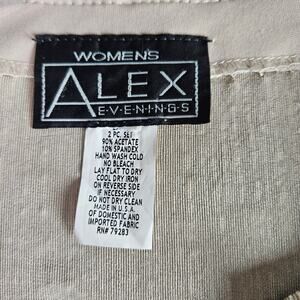 WOMEN'S
ALEX
E-V-E-N-I-N-G-S
2 PC. SET
90% ACETATE
10% SPANDEX
HAND WASH COLD
NO BLEACH
LAY FLAT TO DRY
COOL DRY IRON
ON REVERSE SIDE
IF NECESSARY
DO NOT DRY CLEAN
MADE IN U.S.A.
OF DOMESTIC AND
IMPORTED FABRIC
RN# 79283